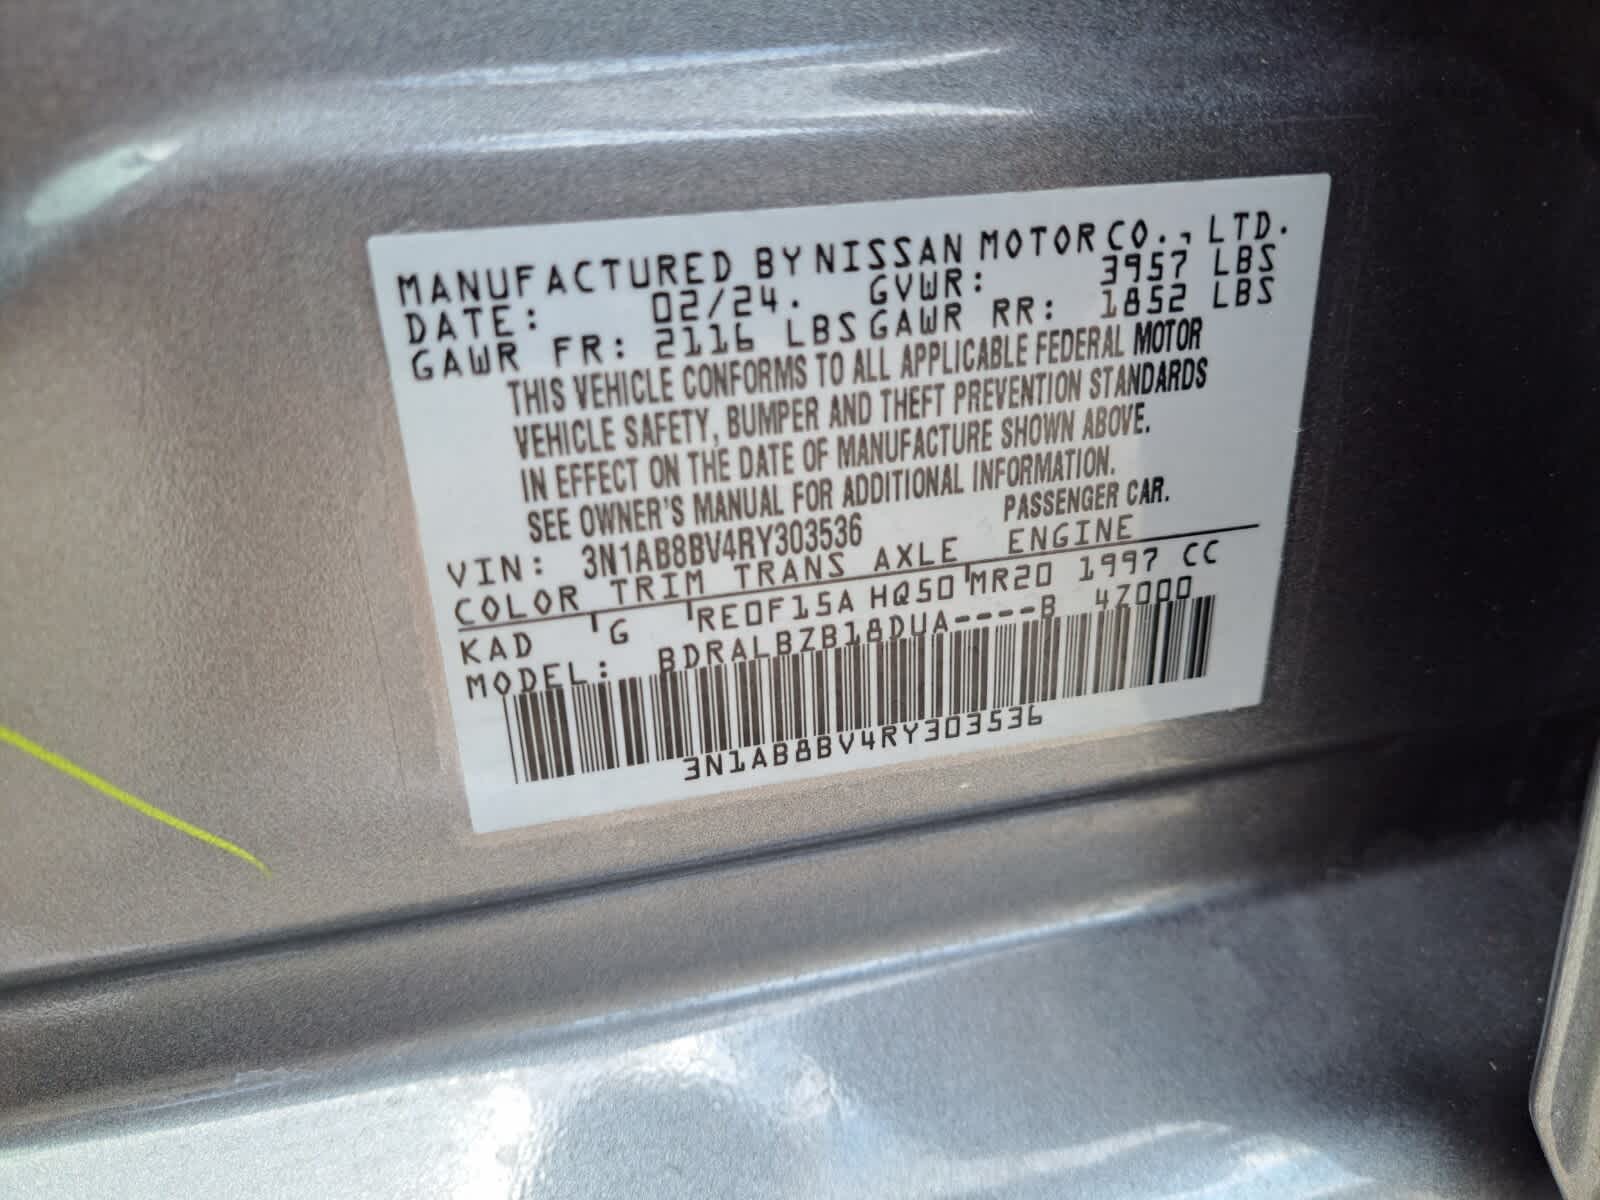 MANUFACTURED BY NISSAN MOTOR CO., LTD.
DATE: 02/24. GVWR: 3957 LBS
GAWR FR: 2116 LBS GAWR RR: 1852 LBS
THIS VEHICLE CONFORMS TO ALL APPLICABLE FEDERAL MOTOR
VEHICLE SAFETY, BUMPER AND THEFT PREVENTION STANDARDS
IN EFFECT ON THE DATE OF MANUFACTURE SHOWN ABOVE.
SEE OWNER'S MANUAL FOR ADDITIONAL INFORMATION.
VIN: 3N1AB8BV4RY303536 PASSENGER CAR.
COLOR TRIM TRANS AXLE ENGINE
KAD G RE0F15A HQ50 MR20 1997 CC
MODEL: BDRALBZB18DUA----B 47000
3N1AB8BV4RY303536